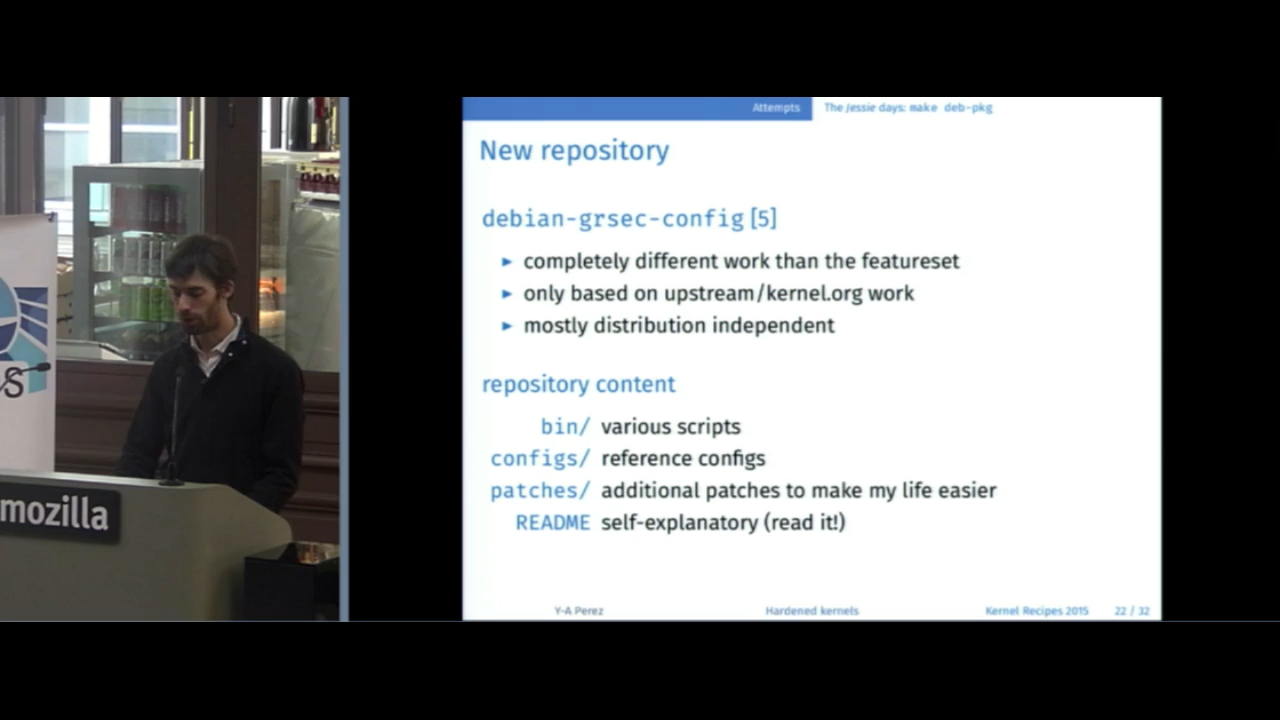 Attempts
The Jessie days: make deb-pkg
New repository
debian-grsec-config [5]
► completely different work than the featureset
► only based on upstream/kernel.org work
► mostly distribution independent
repository content
bin/ various scripts
configs/ reference configs
patches/ additional patches to make my life easier
README self-explanatory (read it!)
Y-A Perez
Hardened kernels
Kernel Recipes 2015
22 / 32
mozilla